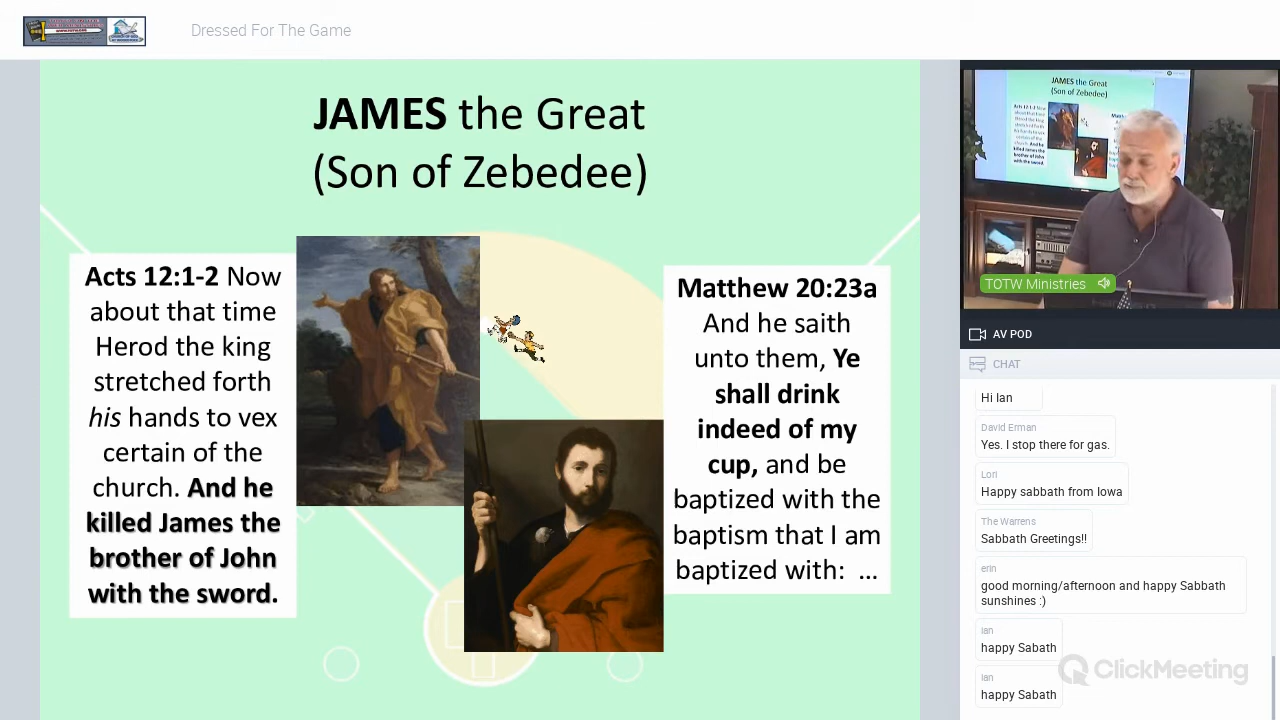 Dressed For The Game
JAMES the Great
(Son of Zebedee)
Acts 12:1-2 Now
about that time
Herod the king
stretched forth
his hands to vex
certain of the
church. And he
killed James the
brother of John
with the sword.
Matthew 20:23a
And he saith
unto them, Ye
shall drink
indeed of my
cup, and be
baptized with the
baptism that I am
baptized with: ...
JAMES the Great
(Son of Zebedee)
TOTW Ministries
AV POD
CHAT
Hi Ian
David Erman
Yes. I stop there for gas.
Lori
Happy sabbath from Iowa
The Warrens
Sabbath Greetings!!
erin
good morning/afternoon and happy Sabbath
sunshines :)
Ian
happy Sabath
Ian
happy Sabath
ClickMeeting